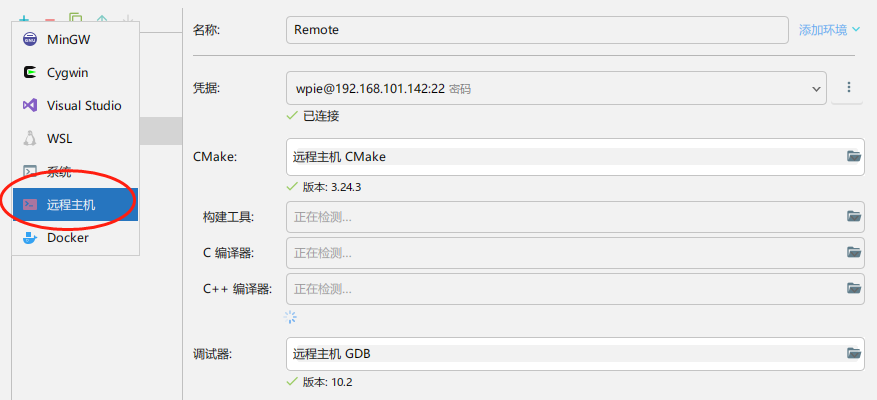 MinGW
Cygwin
Visual Studio
WSL
系统
远程主机
Docker
名称: Remote 添加环境
凭据: wpie@192.168.101.142:22 密码
已连接
CMake: 远程主机 CMake
版本: 3.24.3
构建工具: 正在检测...
C 编译器: 正在检测...
C++ 编译器: 正在检测...
调试器: 远程主机 GDB
版本: 10.2